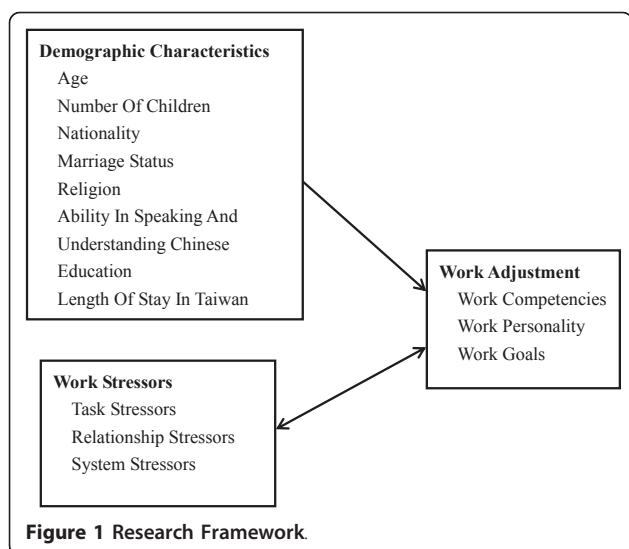 Demographic Characteristics
Age
Number Of Children
Nationality
Marriage Status
Religion
Ability In Speaking And
Understanding Chinese
Education
Length Of Stay In Taiwan
Work Adjustment
Work Competencies
Work Personality
Work Goals
Work Stressors
Task Stressors
Relationship Stressors
System Stressors
Figure 1 Research Framework.